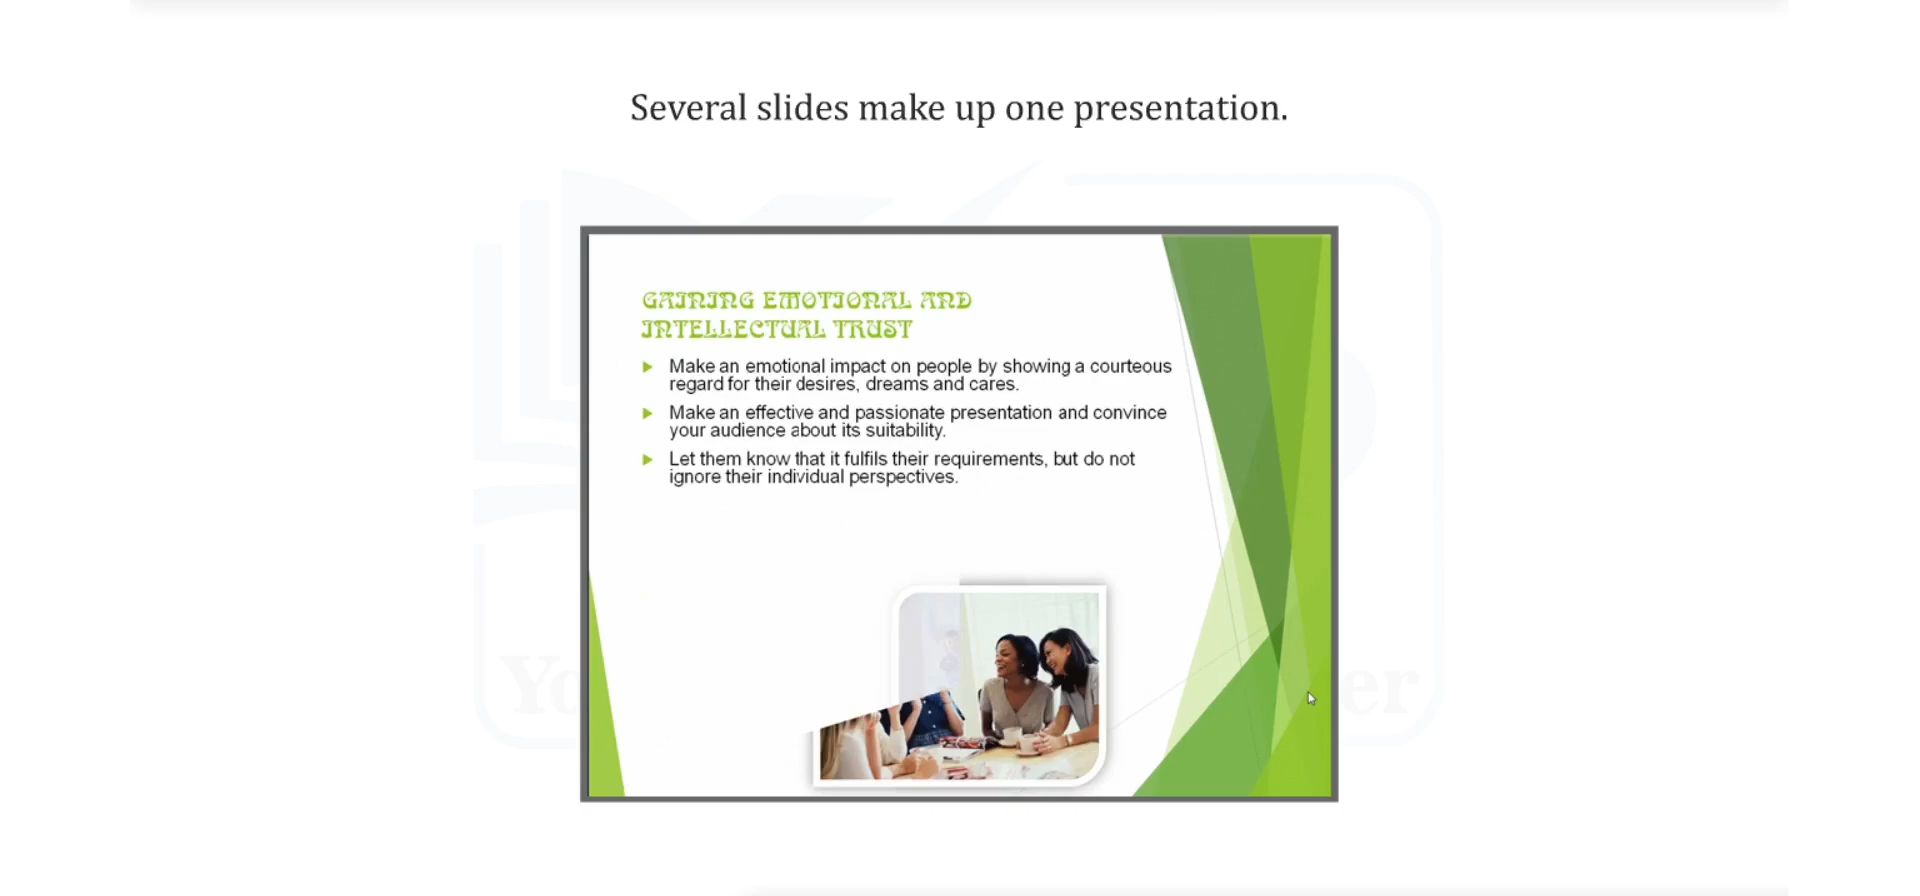 Several slides make up one presentation.
GAINING EMOTIONAL AND
INTELLECTUAL TRUST
Make an emotional impact on people by showing a courteous
regard for their desires, dreams and cares.
Make an effective and passionate presentation and convince
your audience about its suitability.
Let them know that it fulfils their requirements, but do not
ignore their individual perspectives.